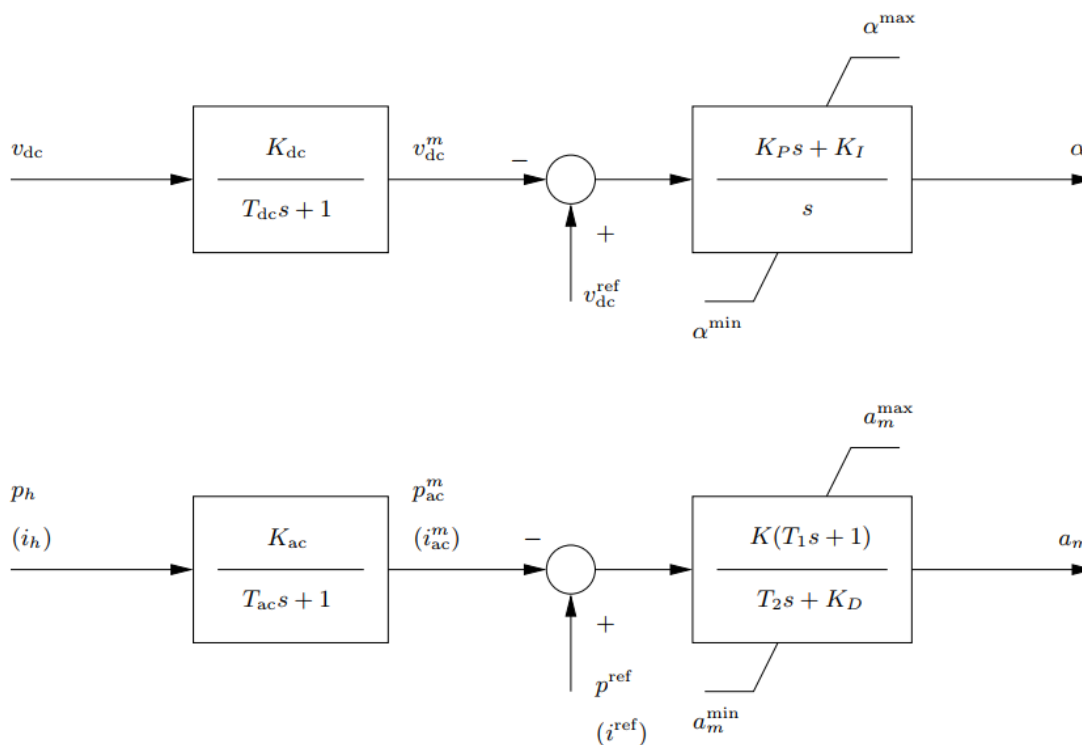 α^max
v_dc
K_dc
T_dc s + 1
v_dc^m
−
K_P s + K_I
s
α
+
v_dc^ref
α^min
a_m^max
p_h
(i_h)
K_ac
T_ac s + 1
p_ac^m
(i_ac^m)
−
K(T_1 s + 1)
T_2 s + K_D
a_m
+
p^ref
(i^ref)
a_m^min